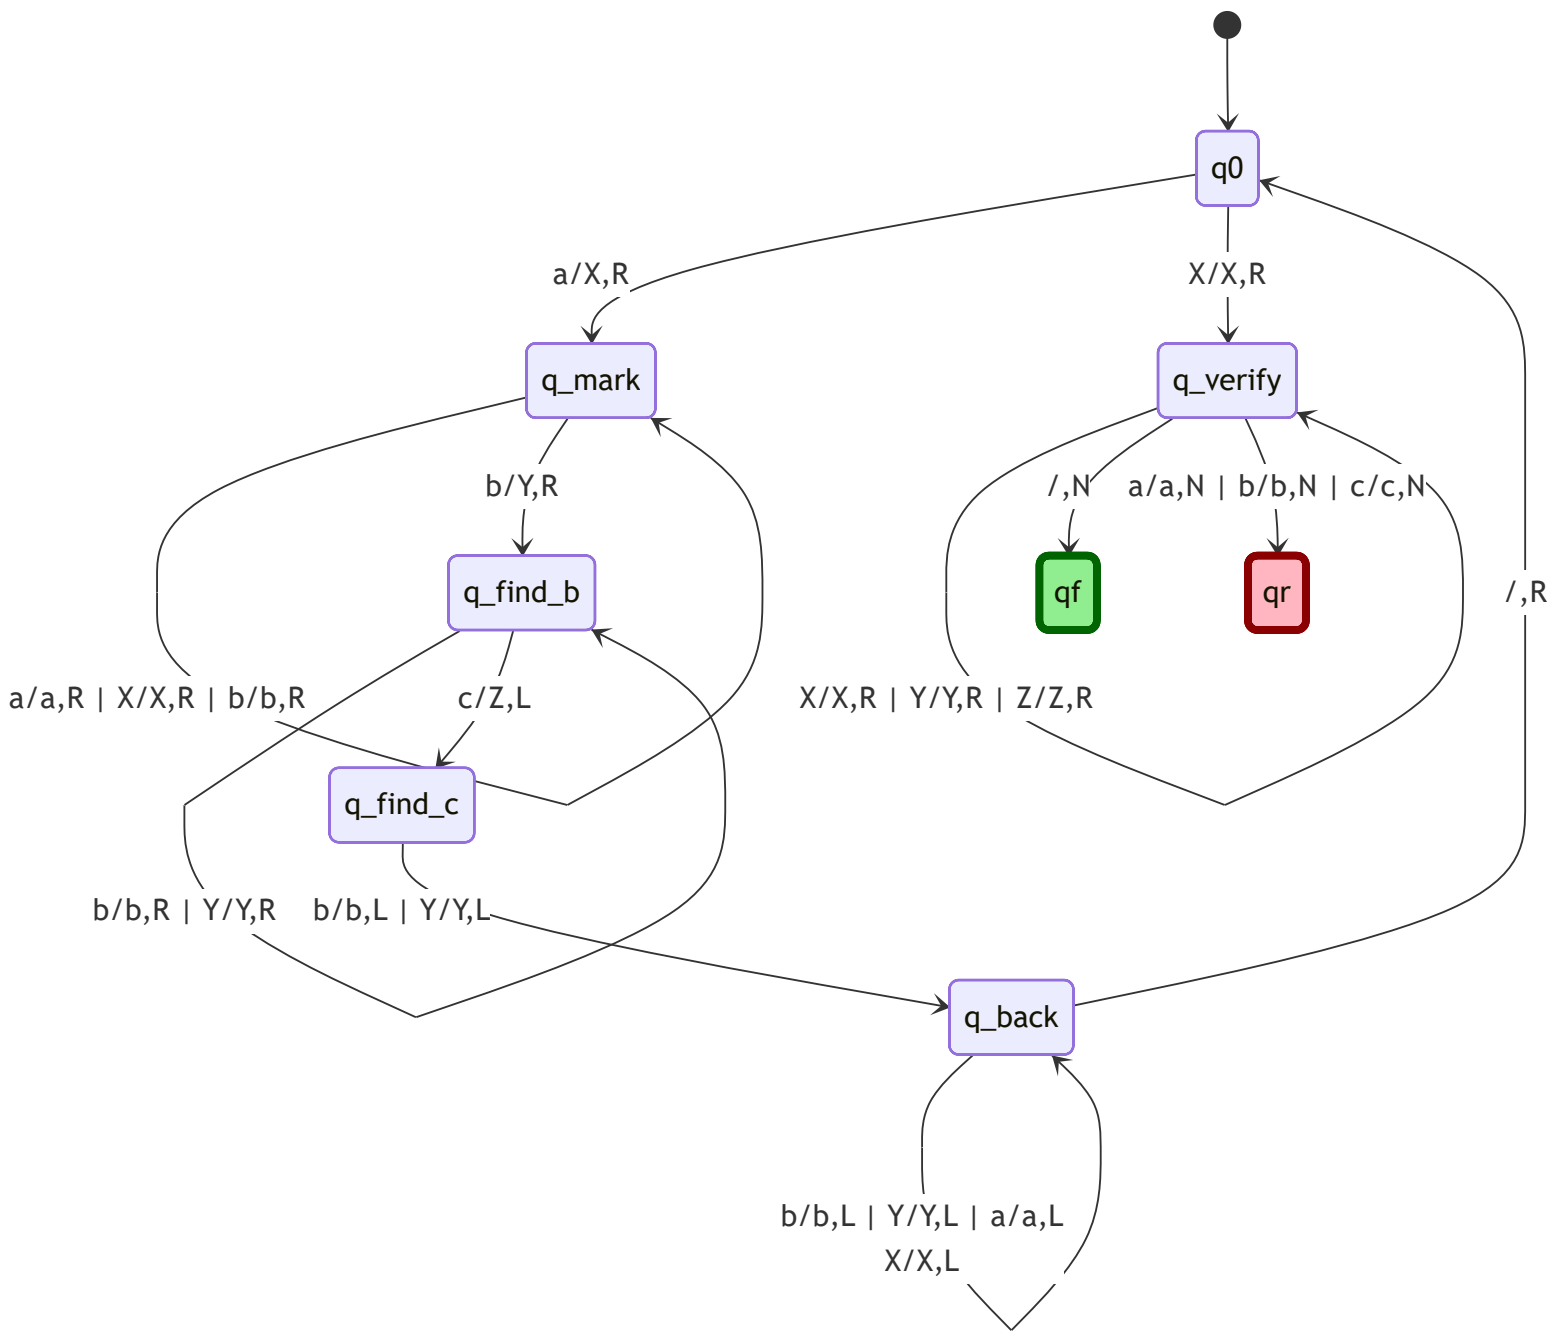 q0
a/X,R
X/X,R
q_mark
q_verify
b/Y,R
/,N
a/a,N | b/b,N | c/c,N
q_find_b
qf
qr
/,R
a/a,R | X/X,R | b/b,R
c/Z,L
X/X,R | Y/Y,R | Z/Z,R
q_find_c
b/b,R | Y/Y,R
b/b,L | Y/Y,L
q_back
b/b,L | Y/Y,L | a/a,L
X/X,L